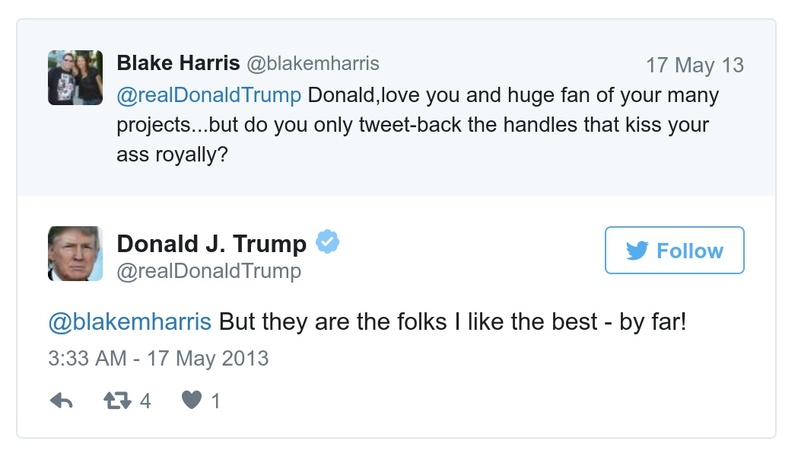 Blake Harris @blakemharris 17 May 13
@realDonaldTrump Donald,love you and huge fan of your many
projects...but do you only tweet-back the handles that kiss your
ass royally?
Donald J. Trump
@realDonaldTrump
Follow
@blakemharris But they are the folks I like the best - by far!
3:33 AM - 17 May 2013
4 1